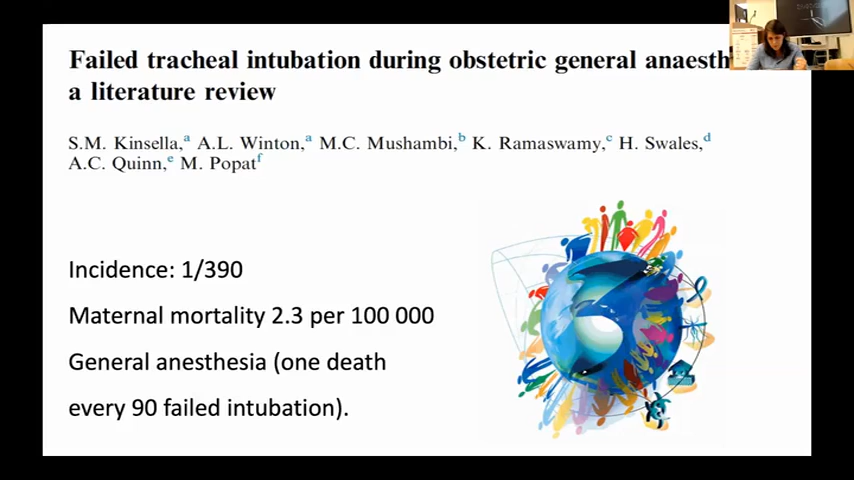 Failed tracheal intubation during obstetric general anaesth
a literature review
S.M. Kinsella,a A.L. Winton,a M.C. Mushambi,b K. Ramaswamy,c H. Swales,d
A.C. Quinn,e M. Popatf
Incidence: 1/390
Maternal mortality 2.3 per 100 000
General anesthesia (one death
every 90 failed intubation).